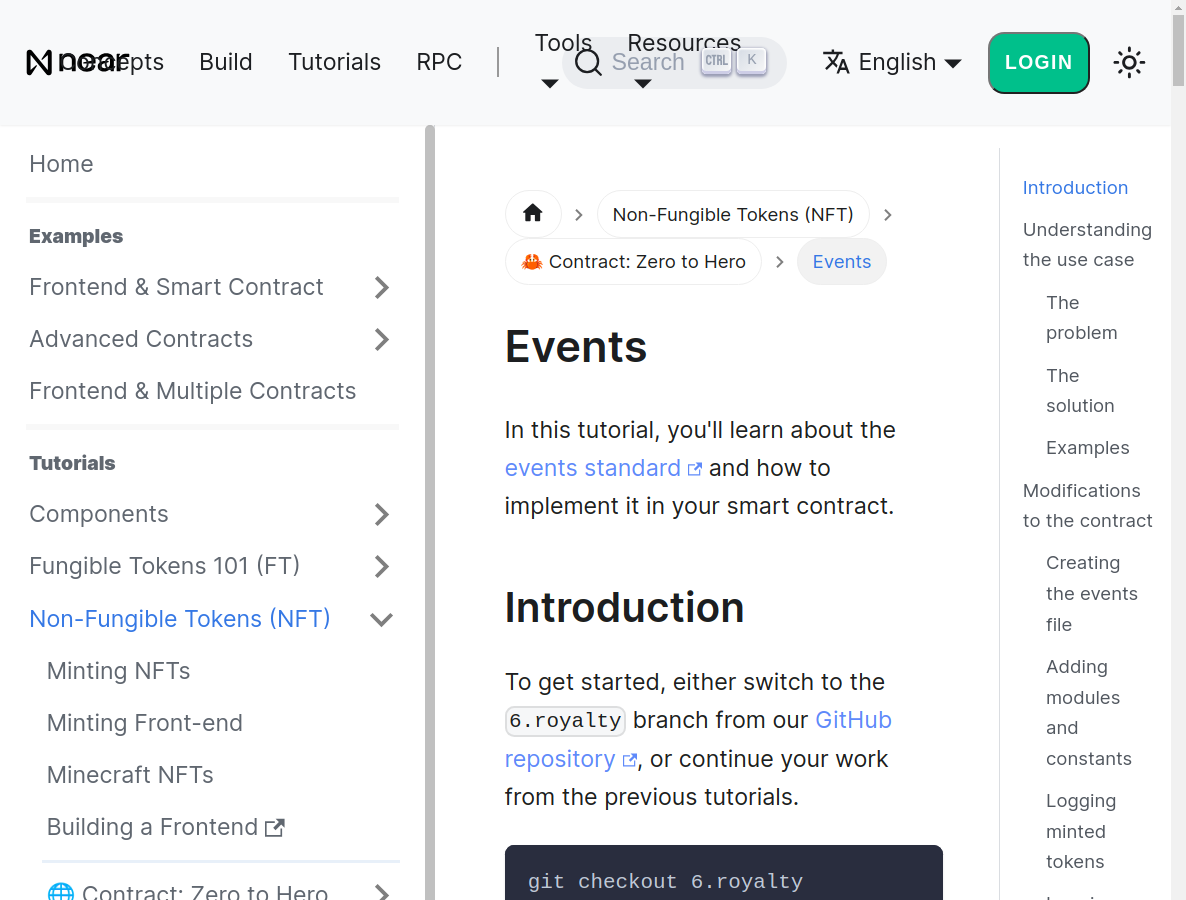 near
Concepts
Build
Tutorials
RPC
Tools
Resources
Search
CTRL
K
English
LOGIN
Home
Examples
Frontend & Smart Contract
Advanced Contracts
Frontend & Multiple Contracts
Tutorials
Components
Fungible Tokens 101 (FT)
Non-Fungible Tokens (NFT)
Minting NFTs
Minting Front-end
Minecraft NFTs
Building a Frontend
🌐 Contract: Zero to Hero
Non-Fungible Tokens (NFT)
🦀 Contract: Zero to Hero
Events
Events
In this tutorial, you'll learn about the
events standard and how to
implement it in your smart contract.
Introduction
To get started, either switch to the
6.royalty branch from our GitHub
repository , or continue your work
from the previous tutorials.
git checkout 6.royalty
Introduction
Understanding
the use case
The
problem
The
solution
Examples
Modifications
to the contract
Creating
the events
file
Adding
modules
and
constants
Logging
minted
tokens